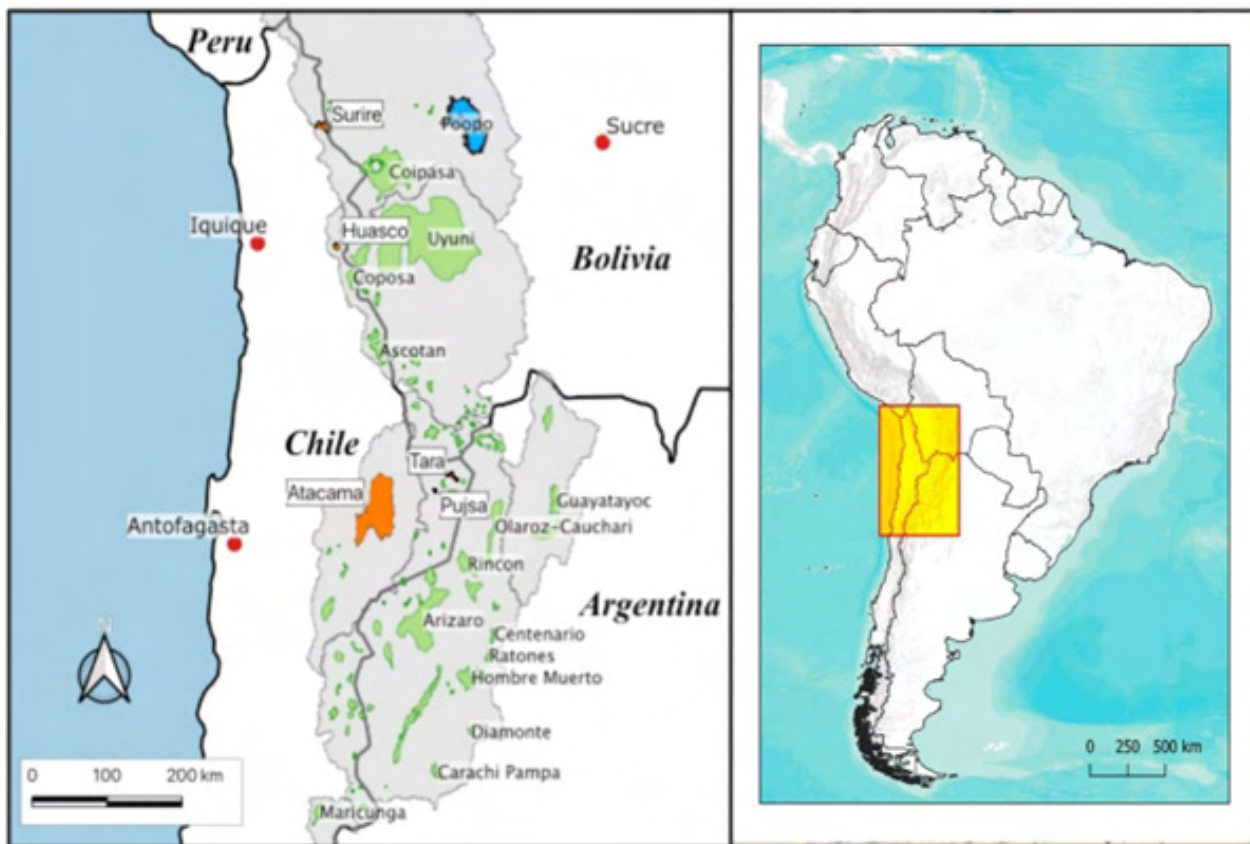 Peru
Surire
Poopo
Sucre
Coipasa
Iquique
Huasco
Uyuni
Bolivia
Coposa
Ascotan
Chile
Tara
Atacama
Pujsa
Guayatayoc
Olaroz-Cauchari
Antofagasta
Rincon
Argentina
Arizaro
Centenario
Ratones
Hombre Muerto
N
Diamonte
Carachi Pampa
Maricunga
0 100 200 km
0 250 500 km